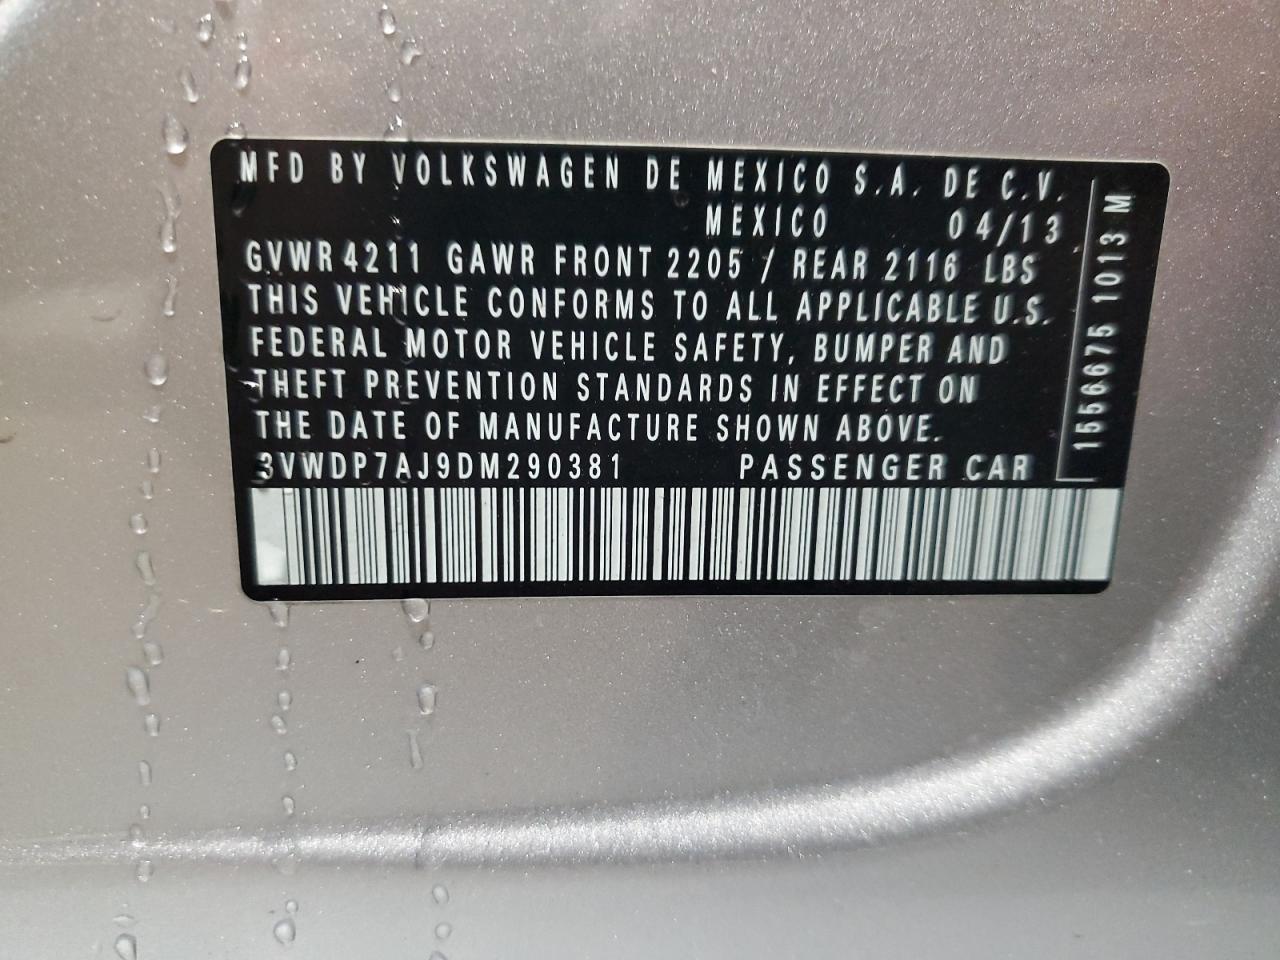 MFD BY VOLKSWAGEN DE MEXICO S.A. DE C.V.
MEXICO 04/13
GVWR 4211 GAWR FRONT 2205 / REAR 2116 LBS
THIS VEHICLE CONFORMS TO ALL APPLICABLE U.S.
FEDERAL MOTOR VEHICLE SAFETY, BUMPER AND
THEFT PREVENTION STANDARDS IN EFFECT ON
THE DATE OF MANUFACTURE SHOWN ABOVE.
3VWDP7AJ9DM290381 PASSENGER CAR
1556675 1013 M